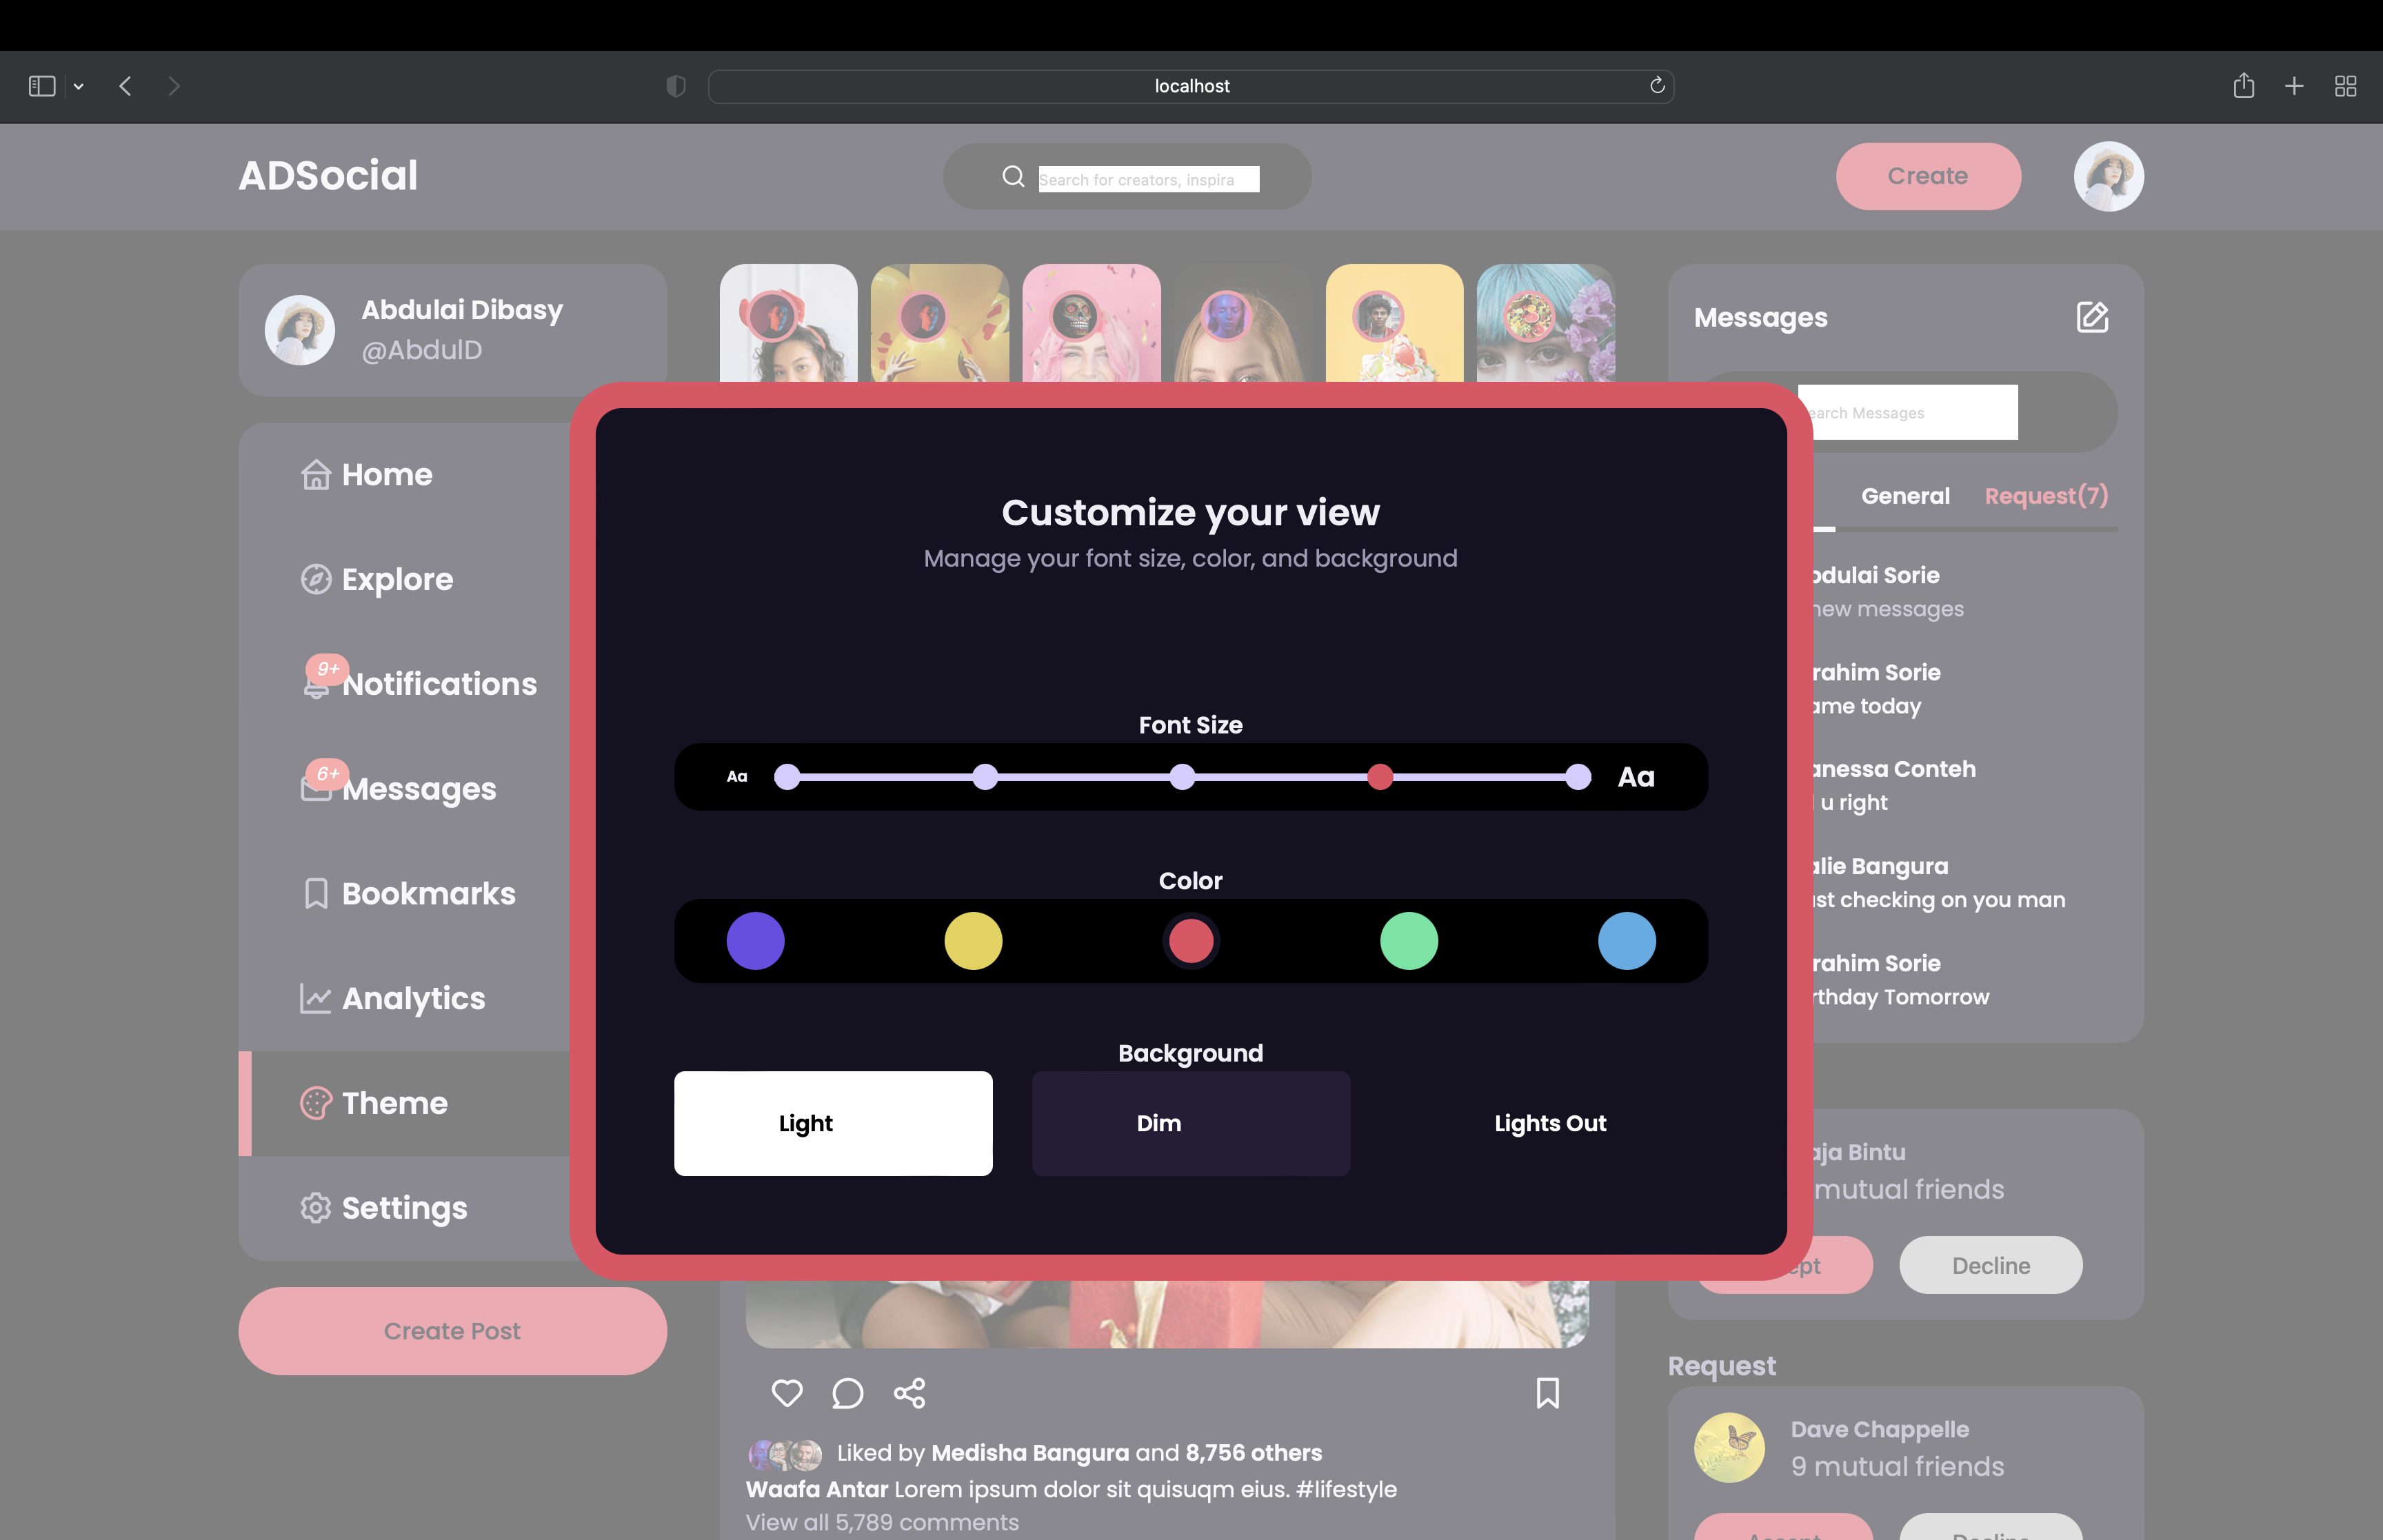 localhost
ADSocial
Search for creators, inspira
Create
Abdulai Dibasy
@AbdulD
Home
Explore
9+
Notifications
6+
Messages
Bookmarks
Analytics
Theme
Settings
Create Post
Customize your view
Manage your font size, color, and background
Font Size
Aa
Aa
Color
Background
Light
Dim
Lights Out
Liked by Medisha Bangura and 8,756 others
Waafa Antar Lorem ipsum dolor sit quisuqm eius. #lifestyle
View all 5,789 comments
Messages
earch Messages
General
Request(7)
bdulai Sorie
new messages
rahim Sorie
ame today
anessa Conteh
u right
alie Bangura
ust checking on you man
rahim Sorie
rthday Tomorrow
aja Bintu
mutual friends
ept
Decline
Request
Dave Chappelle
9 mutual friends
Accept
Decline